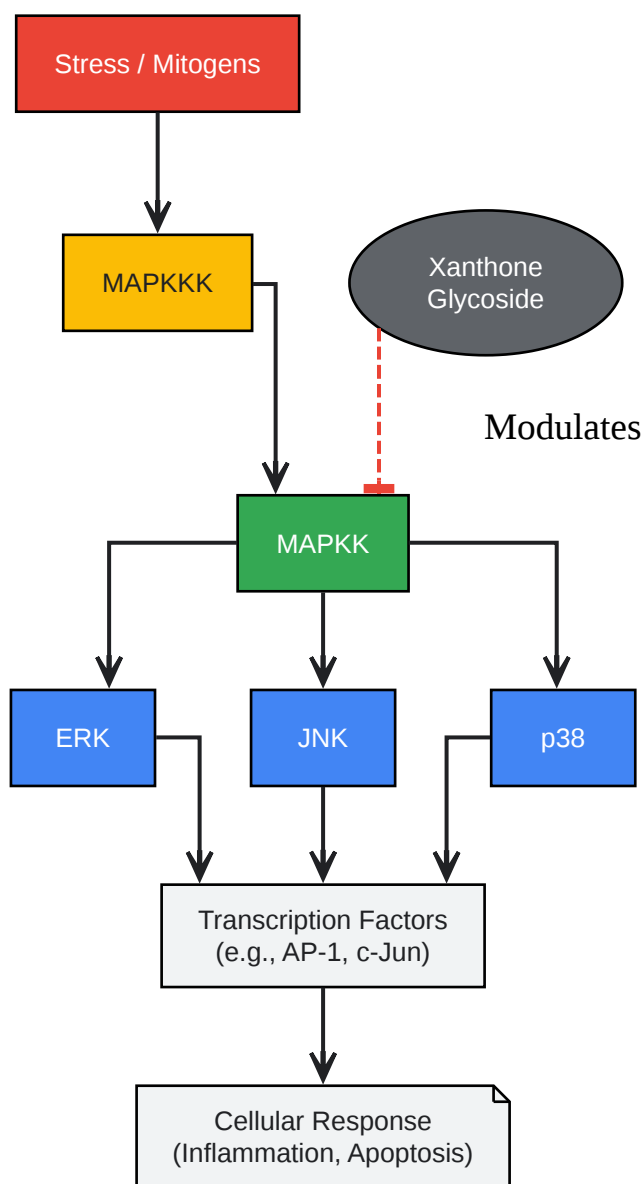 Stress / Mitogens
MAPKKK
Xanthone
Glycoside
Modulates
MAPKK
ERK
JNK
p38
Transcription Factors
(e.g., AP-1, c-Jun)
Cellular Response
(Inflammation, Apoptosis)